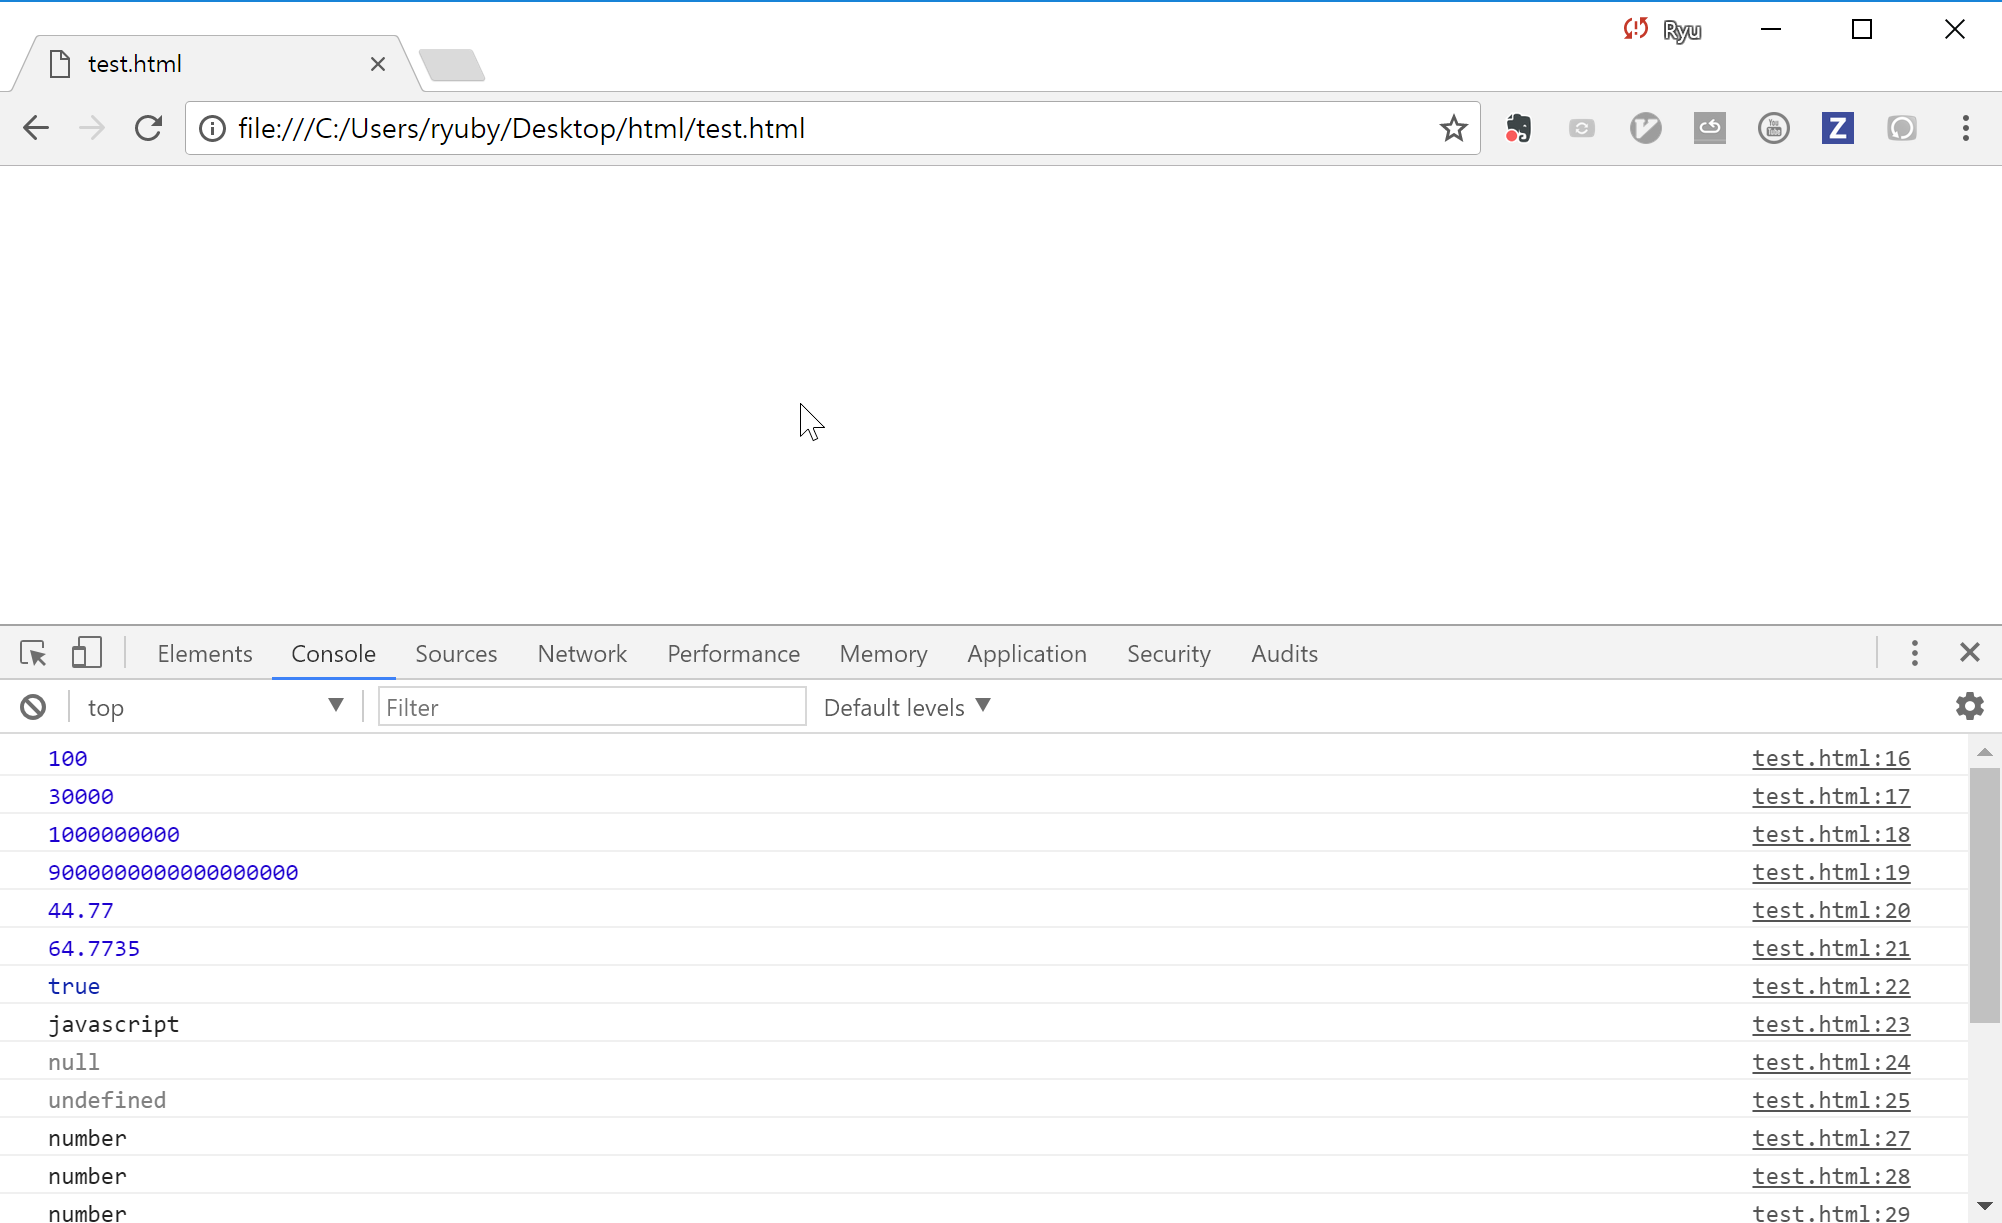 Ryu
test.html
file:///C:/Users/ryuby/Desktop/html/test.html
You Tube
Z
Elements Console Sources Network Performance Memory Application Security Audits
top Filter Default levels
100 test.html:16
30000 test.html:17
1000000000 test.html:18
9000000000000000000 test.html:19
44.77 test.html:20
64.7735 test.html:21
true test.html:22
javascript test.html:23
null test.html:24
undefined test.html:25
number test.html:27
number test.html:28
number test.html:29